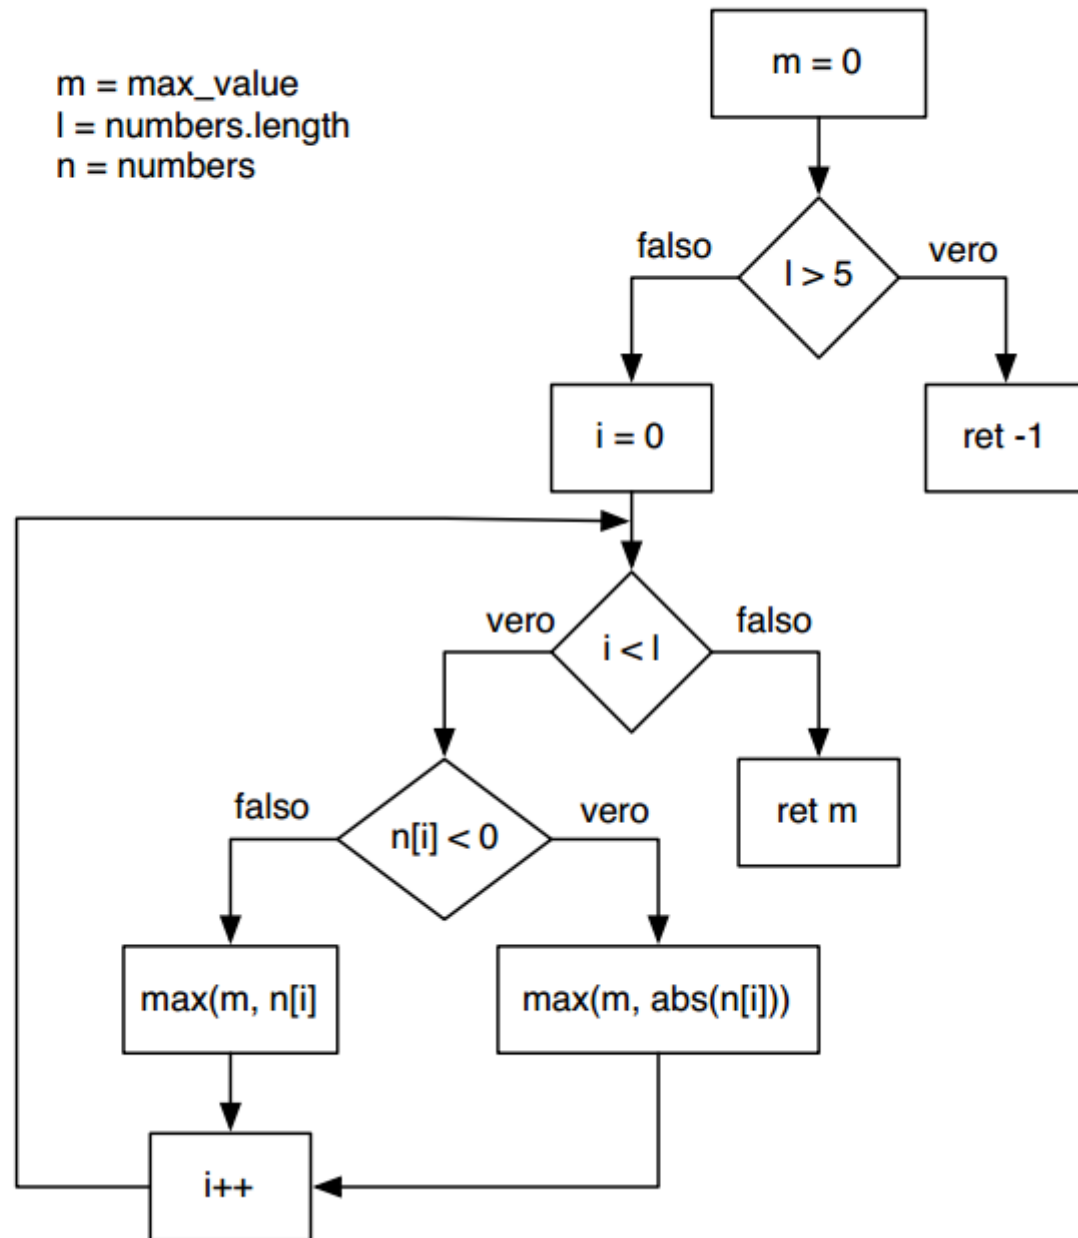 m = max_value
l = numbers.length
n = numbers
m = 0
l > 5
falso
vero
i = 0
ret -1
i < l
vero
falso
n[i] < 0
falso
vero
ret m
max(m, n[i]
max(m, abs(n[i]))
i++